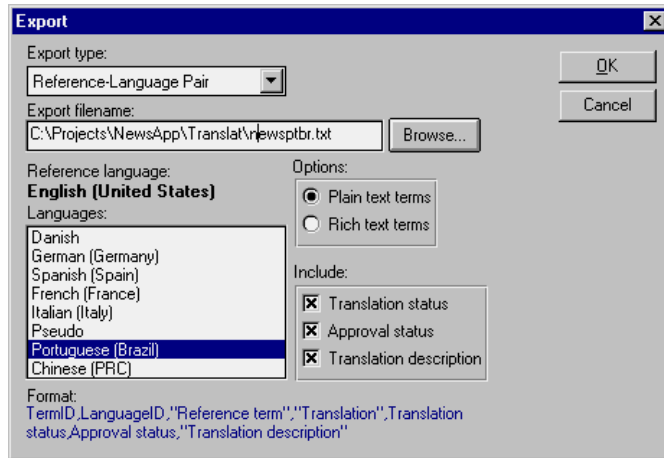 Export
Export type:
Reference-Language Pair
OK
Cancel
Export filename:
C:\Projects\NewsApp\Translat\newsptbr.txt
Browse...
Reference language:
English (United States)
Languages:
Danish
German (Germany)
Spanish (Spain)
French (France)
Italian (Italy)
Pseudo
Portuguese (Brazil)
Chinese (PRC)
Options:
Plain text terms
Rich text terms
Include:
Translation status
Approval status
Translation description
Format:
TermID,LanguageID,"Reference term","Translation",Translation
status,Approval status,"Translation description"